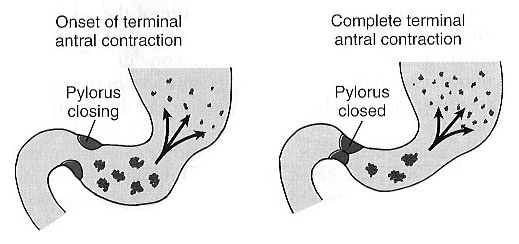 Onset of terminal
antral contraction
Pylorus
closing
Complete terminal
antral contraction
Pylorus
closed